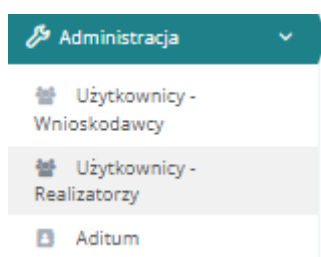 Administracja
Użytkownicy -
Wnioskodawcy
Użytkownicy -
Realizatorzy
Aditum